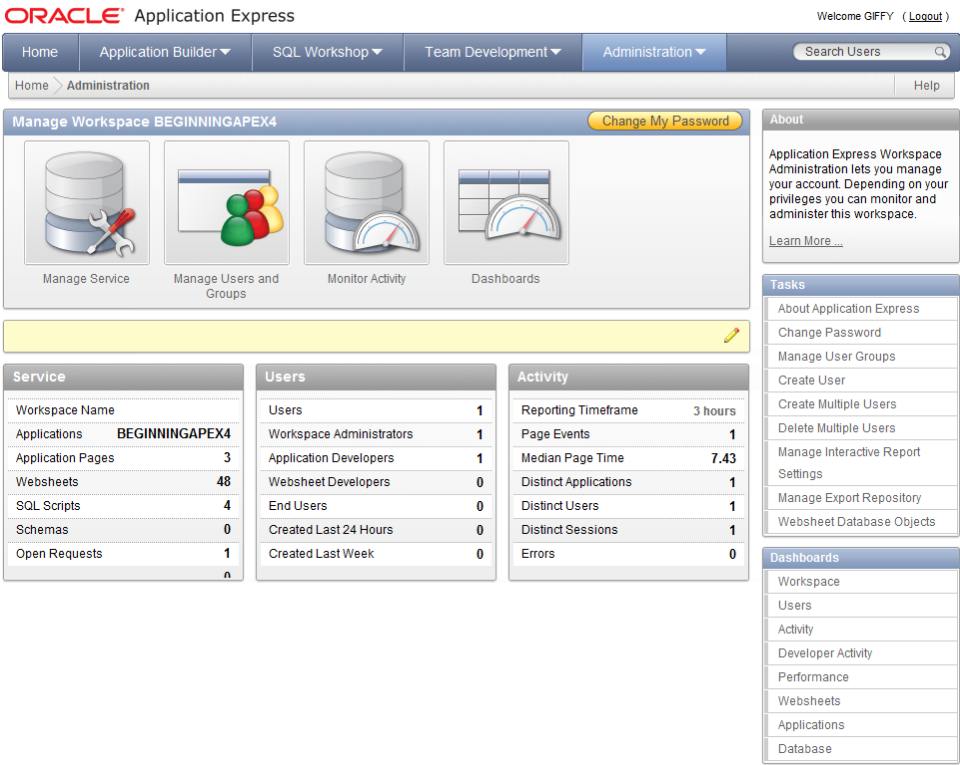 ORACLE Application Express
Welcome GIFFY ( Logout )
Home Application Builder SQL Workshop Team Development Administration Search Users
Home Administration Help
Manage Workspace BEGINNINGAPEX4 Change My Password
Manage Service
Manage Users and
Groups
Monitor Activity
Dashboards
About
Application Express Workspace
Administration lets you manage
your account. Depending on your
privileges you can monitor and
administer this workspace.
Learn More ...
Service
Workspace Name
Applications BEGINNINGAPEX4
Application Pages 3
Websheets 48
SQL Scripts 4
Schemas 0
Open Requests 1
0
Users
Users 1
Workspace Administrators 1
Application Developers 1
Websheet Developers 0
End Users 0
Created Last 24 Hours 0
Created Last Week 0
Activity
Reporting Timeframe 3 hours
Page Events 1
Median Page Time 7.43
Distinct Applications 1
Distinct Users 1
Distinct Sessions 1
Errors 0
Tasks
About Application Express
Change Password
Manage User Groups
Create User
Create Multiple Users
Delete Multiple Users
Manage Interactive Report
Settings
Manage Export Repository
Websheet Database Objects
Dashboards
Workspace
Users
Activity
Developer Activity
Performance
Websheets
Applications
Database